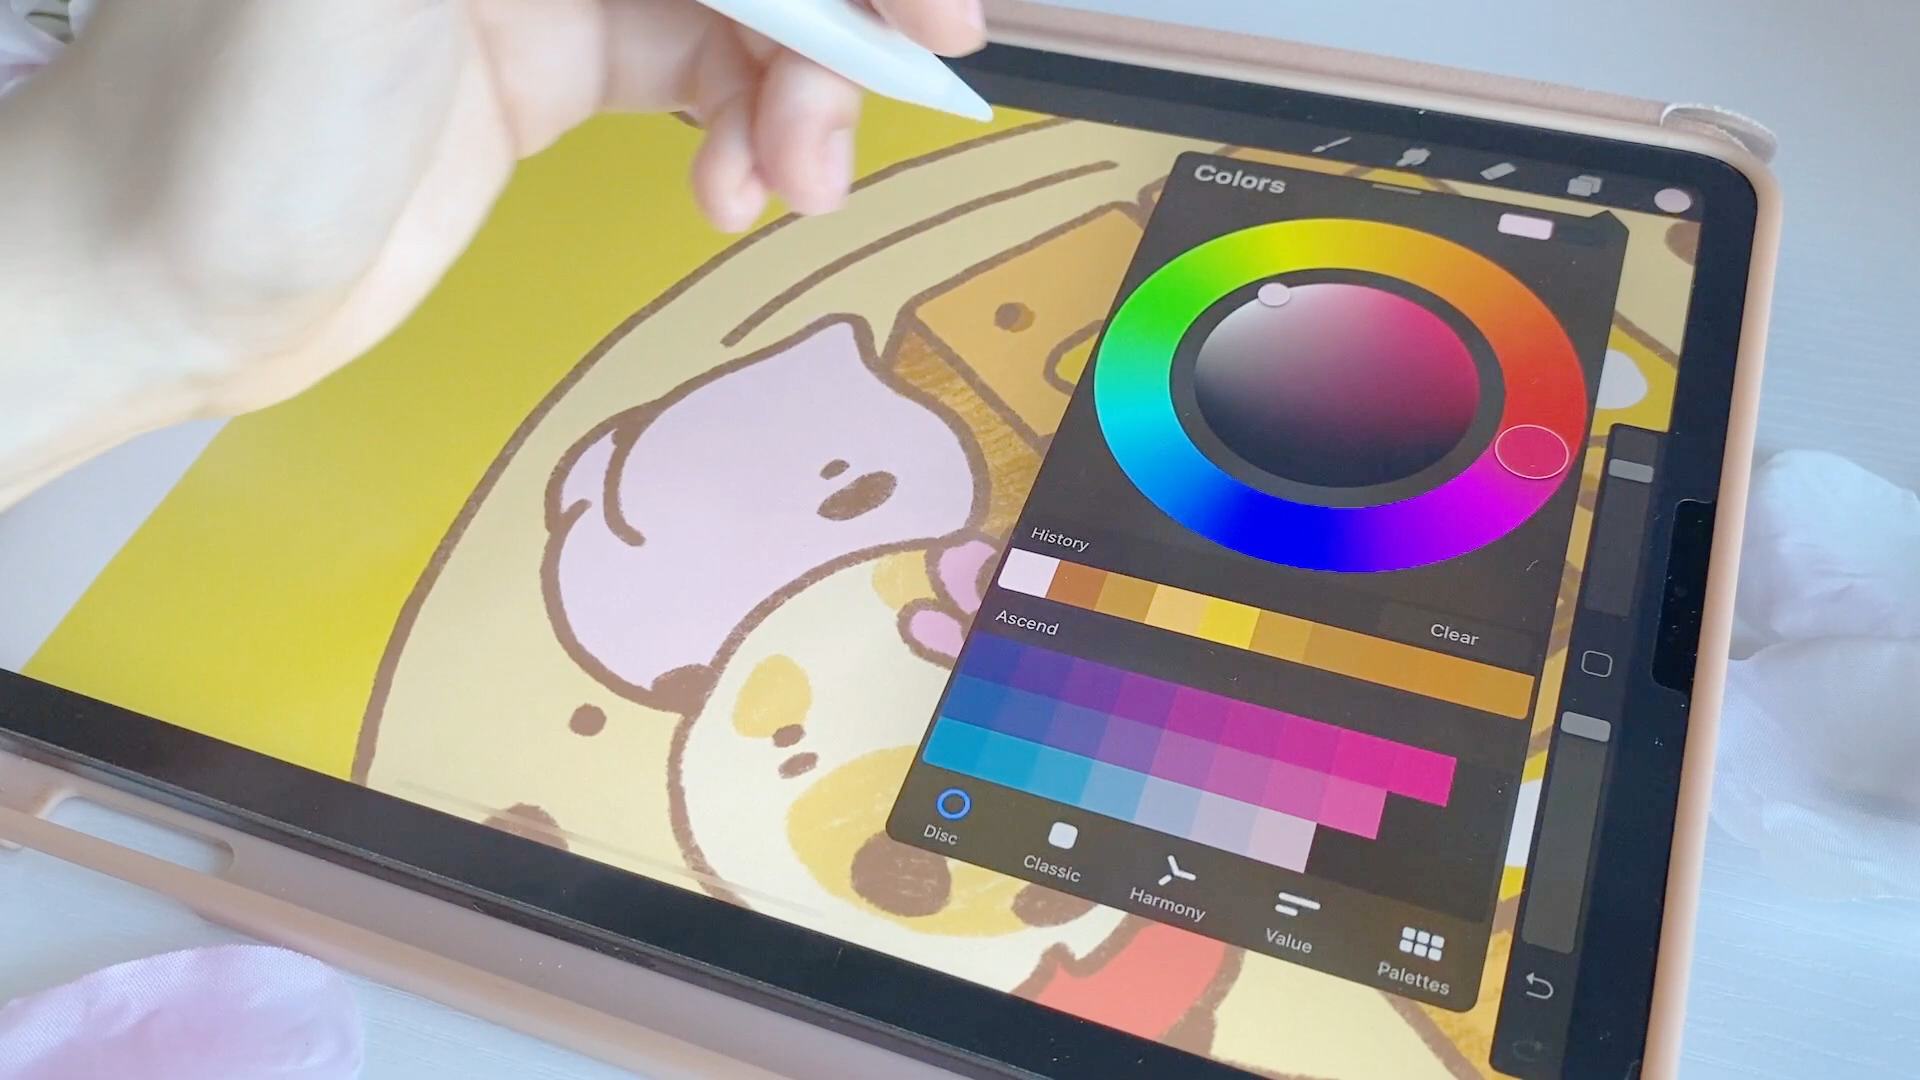 Colors
History
Clear
Ascend
Disc
Classic
Harmony
Value
Palettes